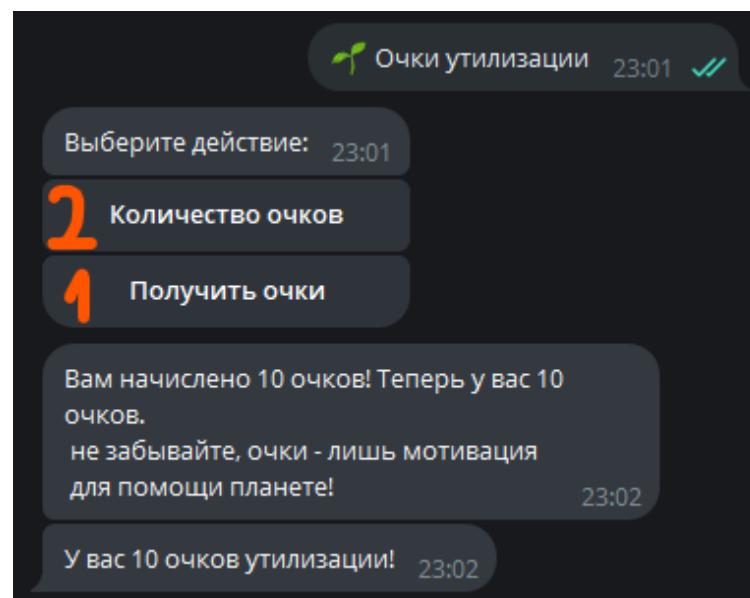 🌱 Очки утилизации 23:01
Выберите действие: 23:01
2 Количество очков
1 Получить очки
Вам начислено 10 очков! Теперь у вас 10
очков.
не забывайте, очки - лишь мотивация
для помощи планете! 23:02
У вас 10 очков утилизации! 23:02